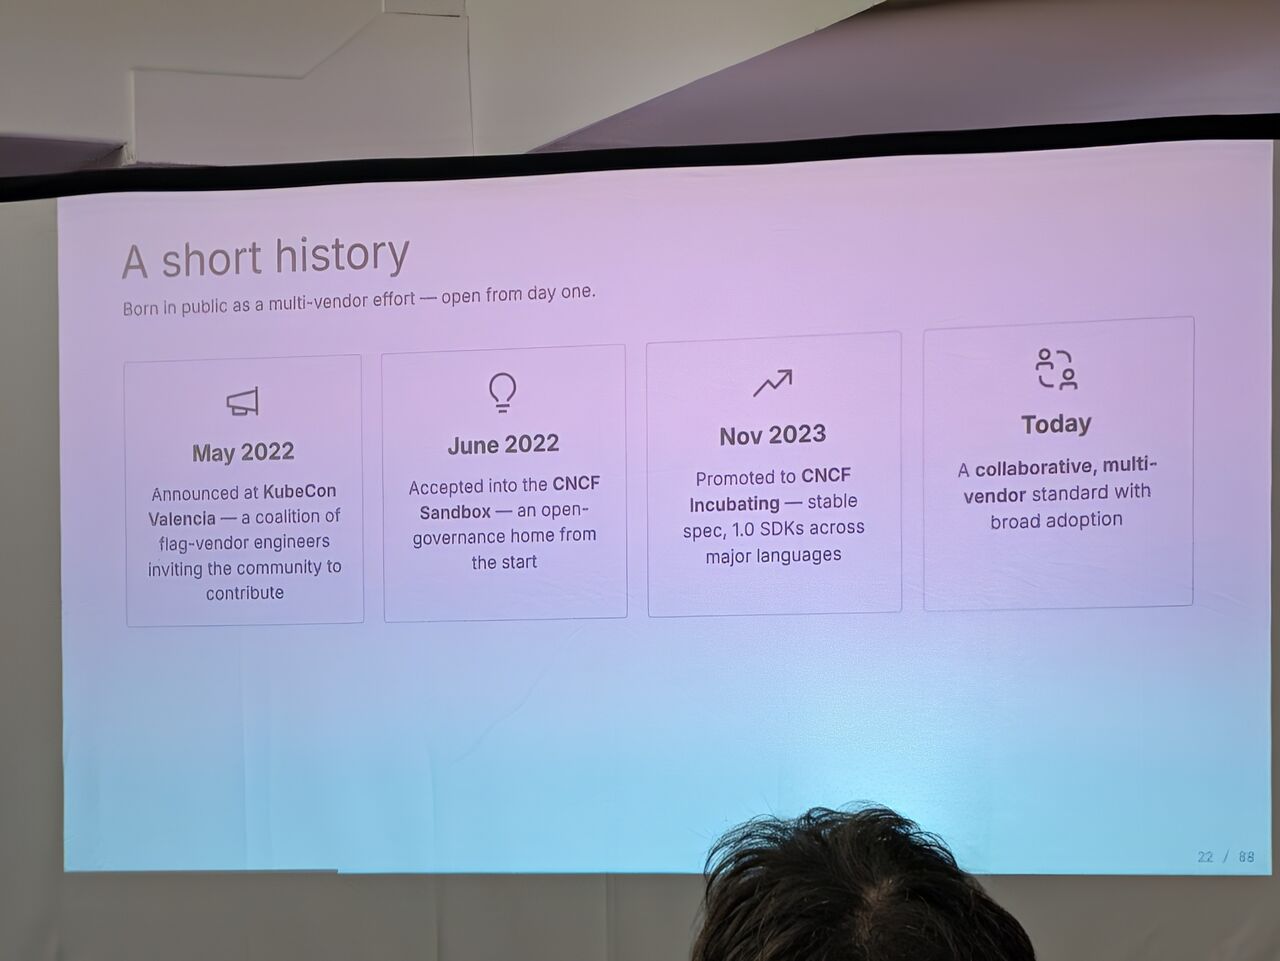 A short history
Born in public as a multi-vendor effort — open from day one.
May 2022
Announced at KubeCon
Valencia — a coalition of
flag-vendor engineers
inviting the community to
contribute
June 2022
Accepted into the CNCF
Sandbox — an open-
governance home from
the start
Nov 2023
Promoted to CNCF
Incubating — stable
spec, 1.0 SDKs across
major languages
Today
A collaborative, multi-
vendor standard with
broad adoption
22 / 88